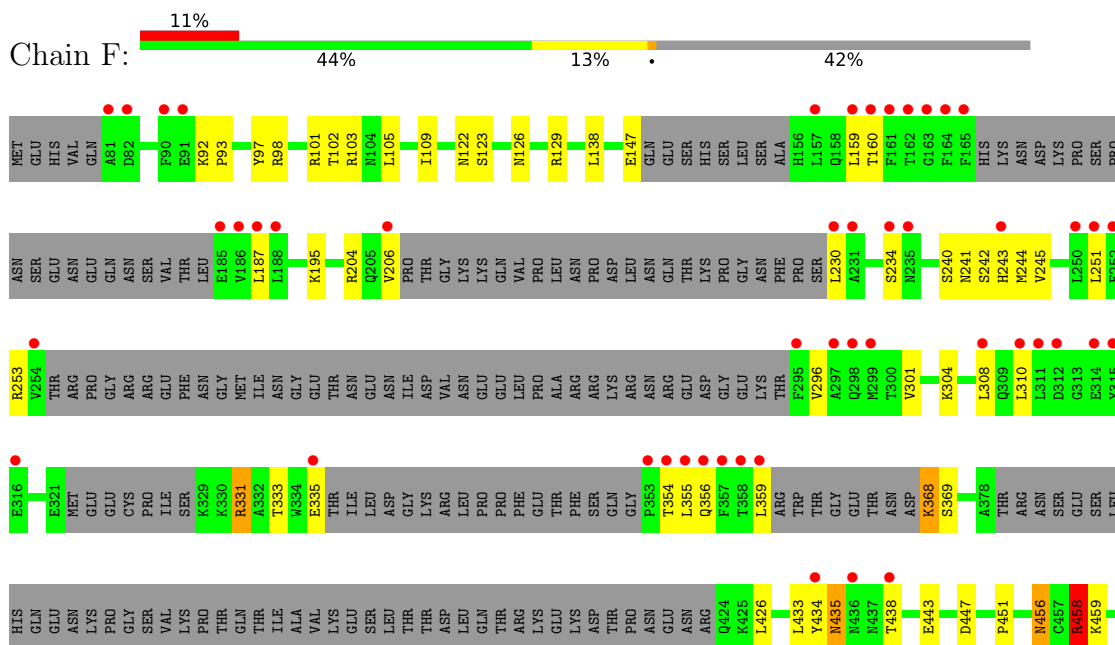 11%
Chain F:
44% 13% • 42%
MET GLU HIS VAL GLN A81 D82 F90 E91 K92 P93 Y97 R98 R101 T102 R103 N104 L105 I109 N122 S123 N126 R129 L138 E147 GLN GLU SER HIS SER LEU SER ALA H156 L157 Q158 L159 T160 F161 T162 G163 F164 F165 HIS LYS ASN ASP LYS PRO SER PRO
ASN SER GLU ASN GLU GLN ASN SER VAL THR LEU E185 V186 L187 L188 K195 R204 Q205 V206 PRO THR GLY LYS LYS GLN VAL PRO LEU ASN PRO ASP LEU ASN GLN THR LYS PRO GLY ASN PHE PRO SER L230 A231 S234 N235 S240 N241 S242 H243 M244 V245 L250 L251
R253 V254 THR ARG PRO GLY ARG ARG GLU PHE ASN GLY MET ILE ASN GLY GLU THR ASN GLU ASN ILE ASP VAL ASN GLU GLU LEU PRO ALA ARG ARG LYS ARG ASN ARG GLU ASP GLY GLU LYS THR F295 V296 A297 Q298 M299 T300 V301 K304 L308 Q309 L310 L311 D312 G313 E314 Y315
E316 E321 MET GLU GLU CYS PRO ILE SER K329 K330 R331 A332 T333 W334 E335 THR ILE LEU ASP GLY LYS ARG LEU PRO PRO PHE GLU THR PHE SER GLN GLY P353 T354 L355 Q356 F357 T358 L359 ARG TRP THR GLY GLU THR ASN ASP K368 S369 A378 THR ARG ASN SER GLU SER LEU
HIS GLN GLU ASN LYS PRO GLY SER VAL LYS PRO THR GLN THR ILE ALA VAL LYS GLU SER LEU THR THR ASP LEU GLN THR ARG LYS GLU LYS ASP THR PRO ASN GLU ASN ARG Q424 K425 L426 L433 Y434 N435 N436 N437 T438 E443 D447 P451 N456 C457 R458 K459